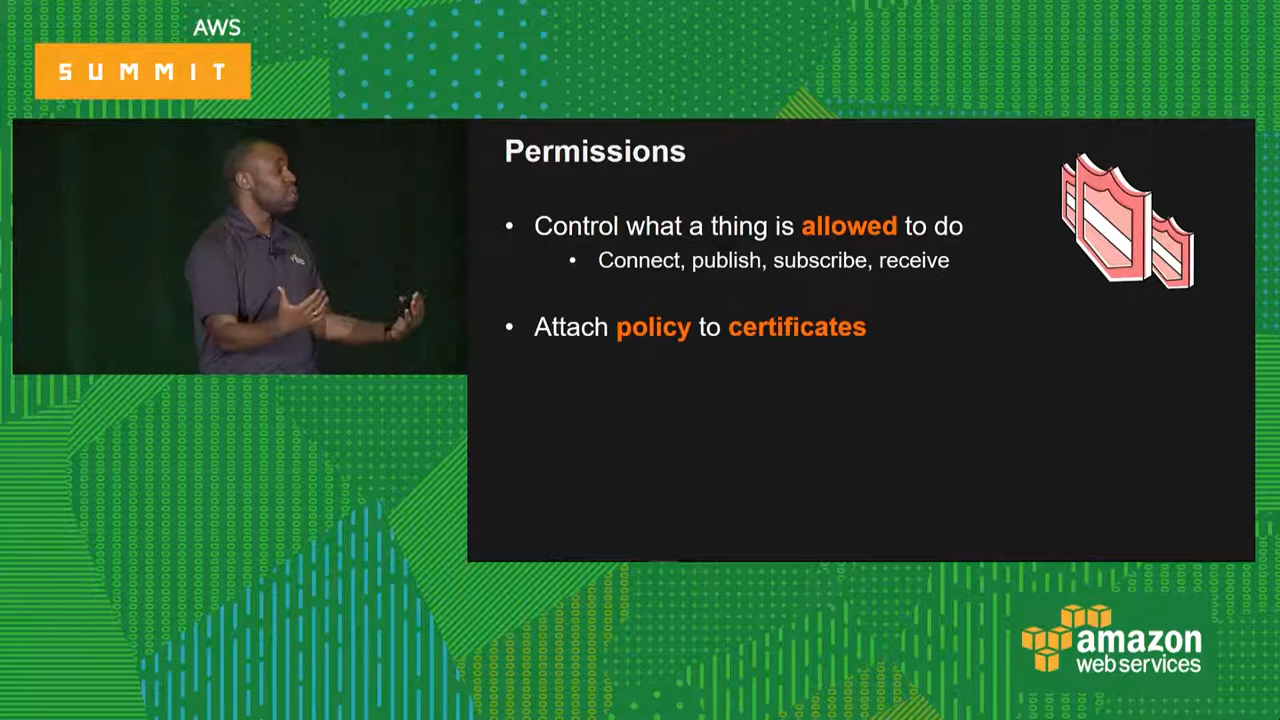 AWS
SUMMIT
Permissions
• Control what a thing is allowed to do
• Connect, publish, subscribe, receive
• Attach policy to certificates
amazon
web services